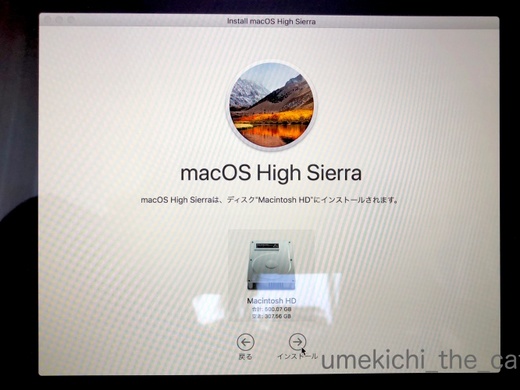 Install macOS High Sierra
macOS High Sierra
macOS High Sierraは、ディスク"Macintosh HD"にインストールされます。
Macintosh HD
合計: 500.07 GB
空き: 307.56 GB
戻る
インストール
umekichi_the_cat